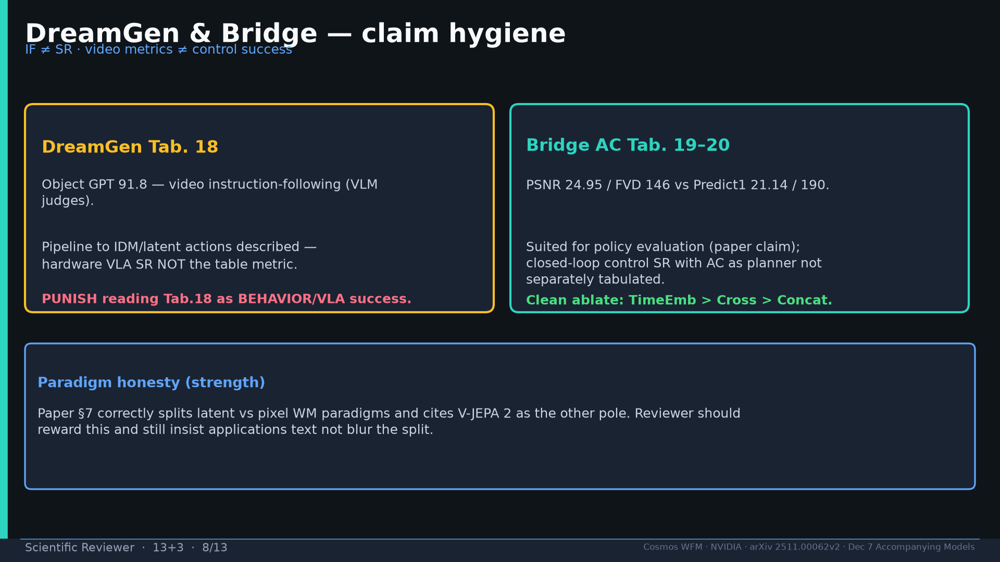 DreamGen & Bridge — claim hygiene
IF ≠ SR · video metrics ≠ control success
DreamGen Tab. 18
Object GPT 91.8 — video instruction-following (VLM
judges).
Pipeline to IDM/latent actions described —
hardware VLA SR NOT the table metric.
PUNISH reading Tab.18 as BEHAVIOR/VLA success.
Bridge AC Tab. 19–20
PSNR 24.95 / FVD 146 vs Predict1 21.14 / 190.
Suited for policy evaluation (paper claim);
closed-loop control SR with AC as planner not
separately tabulated.
Clean ablate: TimeEmb > Cross > Concat.
Paradigm honesty (strength)
Paper §7 correctly splits latent vs pixel WM paradigms and cites V-JEPA 2 as the other pole. Reviewer should
reward this and still insist applications text not blur the split.
Scientific Reviewer · 13+3 · 8/13
Cosmos WFM · NVIDIA · arXiv 2511.00062v2 · Dec 7 Accompanying Models